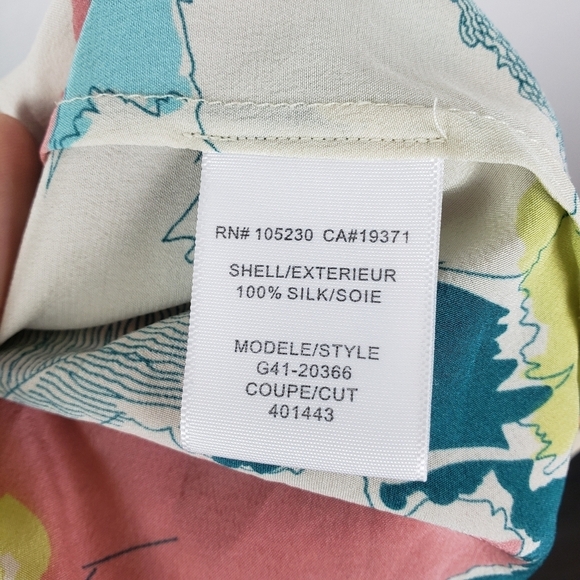 RN# 105230 CA#19371
SHELL/EXTERIEUR
100% SILK/SOIE
MODELE/STYLE
G41-20366
COUPE/CUT
401443